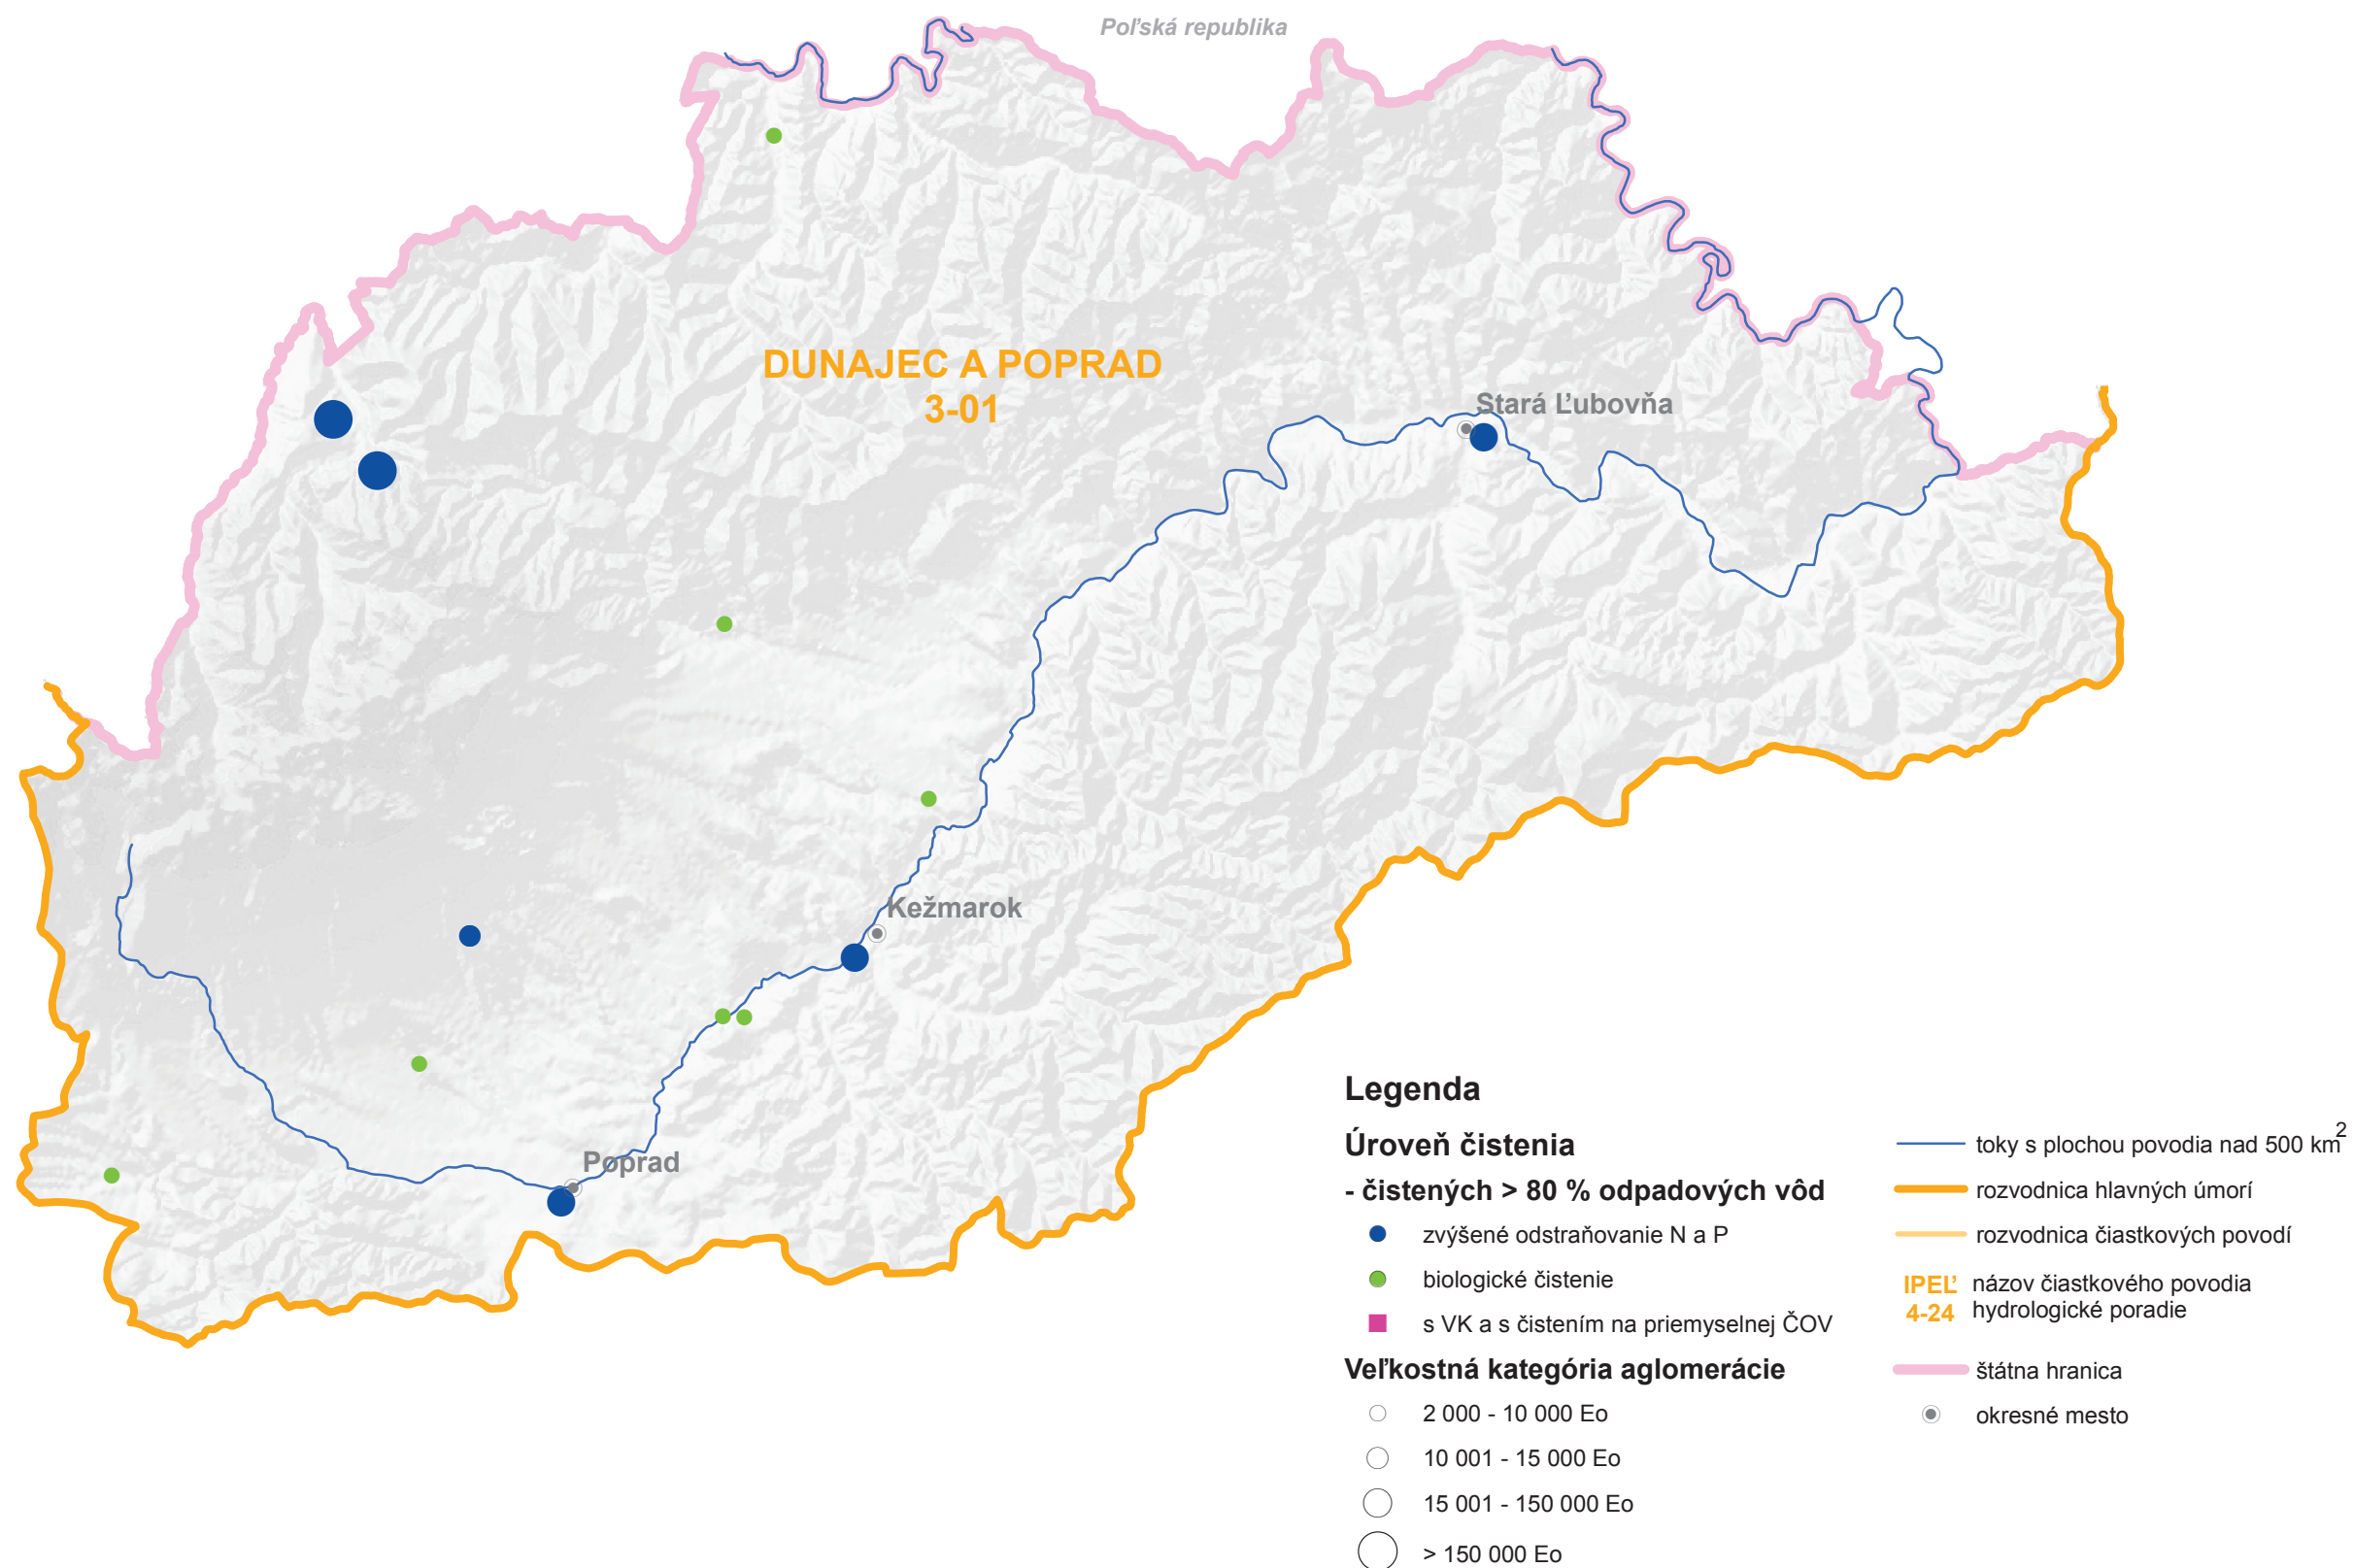 Poľská republika
DUNAJEC A POPRAD
3-01
Stará Ľubovňa
Kežmarok
Poprad
Legenda
Úroveň čistenia
- čistených > 80 % odpadových vôd
zvýšené odstraňovanie N a P
biologické čistenie
s VK a s čistením na priemyselnej ČOV
Veľkostná kategória aglomerácie
2 000 - 10 000 Eo
10 001 - 15 000 Eo
15 001 - 150 000 Eo
> 150 000 Eo
toky s plochou povodia nad 500 km²
rozvodnica hlavných úmorí
rozvodnica čiastkových povodí
IPEĽ názov čiastkového povodia
4-24 hydrologické poradie
štátna hranica
okresné mesto